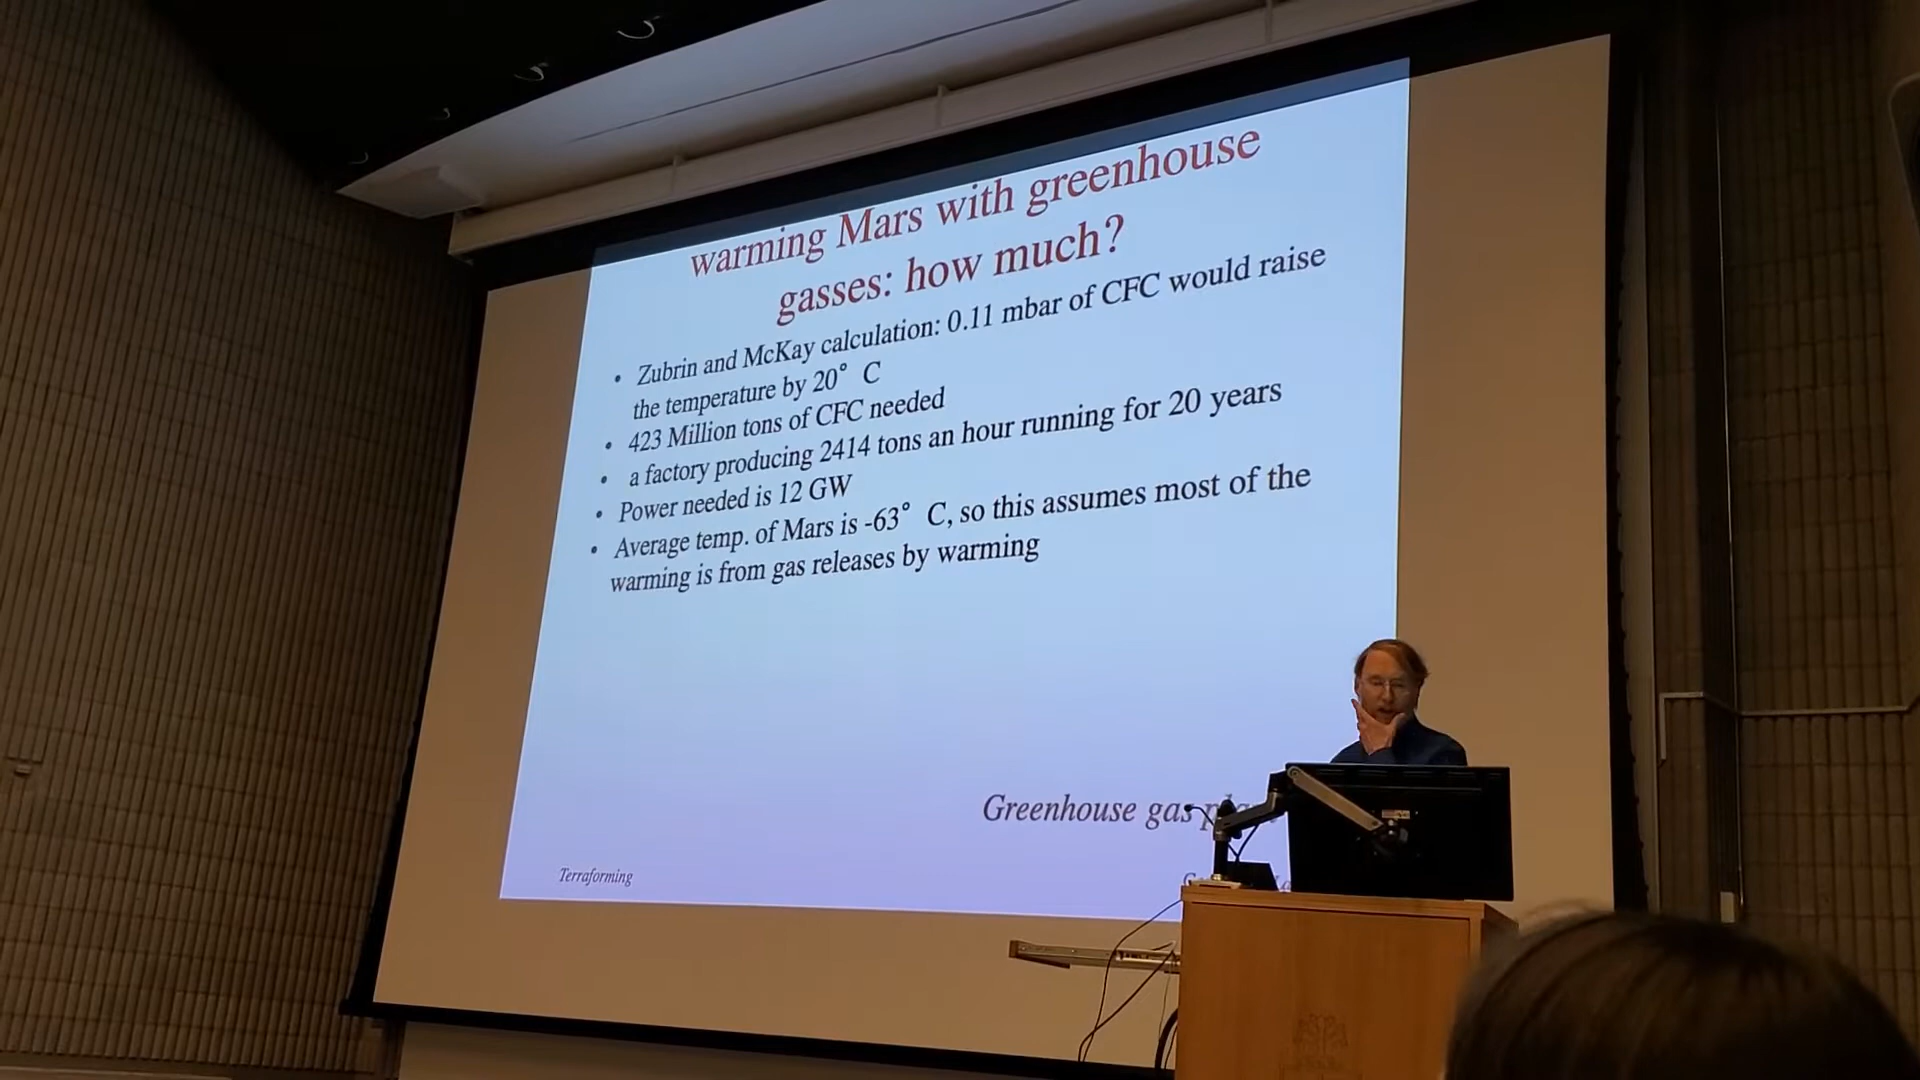 warming Mars with greenhouse
gasses: how much?
• Zubrin and McKay calculation: 0.11 mbar of CFC would raise
the temperature by 20° C
• 423 Million tons of CFC needed
• a factory producing 2414 tons an hour running for 20 years
• Power needed is 12 GW
• Average temp. of Mars is -63° C, so this assumes most of the
warming is from gas releases by warming
Greenhouse gas
Terraforming